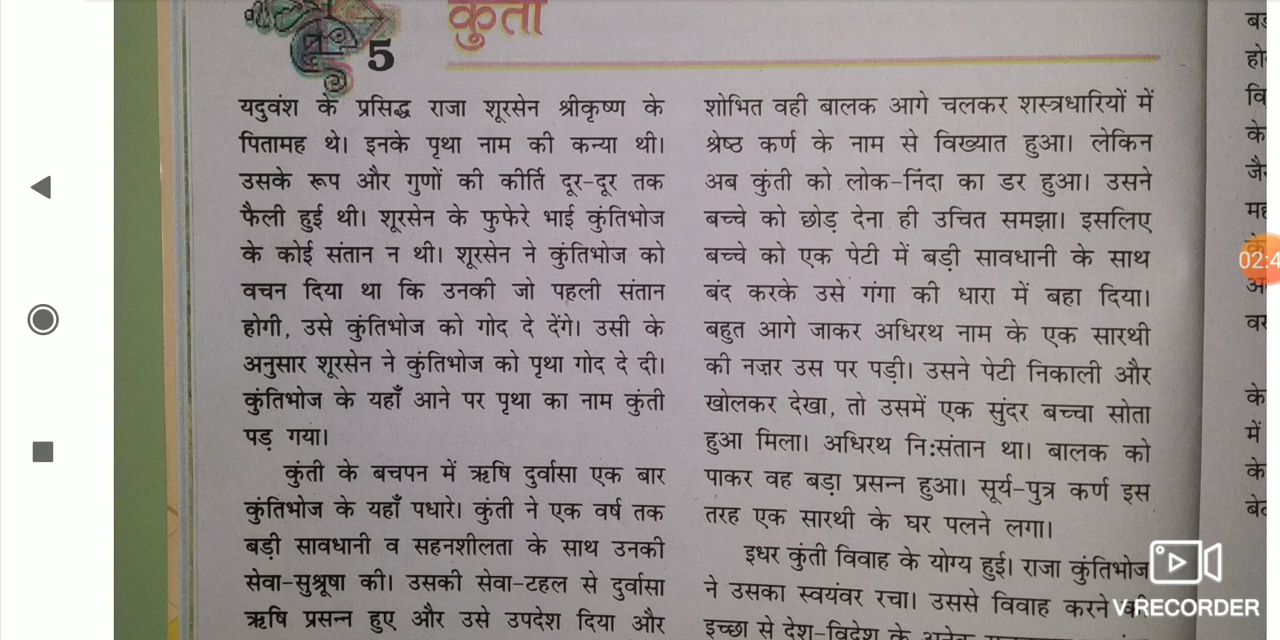 कुंती
5
यदुवंश के प्रसिद्ध राजा शूरसेन श्रीकृष्ण के
पितामह थे। इनके पृथा नाम की कन्या थी।
उसके रूप और गुणों की कीर्ति दूर-दूर तक
फैली हुई थी। शूरसेन के फुफेरे भाई कुंतिभोज
के कोई संतान न थी। शूरसेन ने कुंतिभोज को
वचन दिया था कि उनकी जो पहली संतान
होगी, उसे कुंतिभोज को गोद दे देंगे। उसी के
अनुसार शूरसेन ने कुंतिभोज को पृथा गोद दे दी।
कुंतिभोज के यहाँ आने पर पृथा का नाम कुंती
पड़ गया।
कुंती के बचपन में ऋषि दुर्वासा एक बार
कुंतिभोज के यहाँ पधारे। कुंती ने एक वर्ष तक
बड़ी सावधानी व सहनशीलता के साथ उनकी
सेवा-सुश्रूषा की। उसकी सेवा-टहल से दुर्वासा
ऋषि प्रसन्न हुए और उसे उपदेश दिया और
शोभित वही बालक आगे चलकर शस्त्रधारियों में
श्रेष्ठ कर्ण के नाम से विख्यात हुआ। लेकिन
अब कुंती को लोक-निंदा का डर हुआ। उसने
बच्चे को छोड़ देना ही उचित समझा। इसलिए
बच्चे को एक पेटी में बड़ी सावधानी के साथ
बंद करके उसे गंगा की धारा में बहा दिया।
बहुत आगे जाकर अधिरथ नाम के एक सारथी
की नज़र उस पर पड़ी। उसने पेटी निकाली और
खोलकर देखा, तो उसमें एक सुंदर बच्चा सोता
हुआ मिला। अधिरथ नि:संतान था। बालक को
पाकर वह बड़ा प्रसन्न हुआ। सूर्य-पुत्र कर्ण इस
तरह एक सारथी के घर पलने लगा।
इधर कुंती विवाह के योग्य हुई। राजा कुंतिभोज
ने उसका स्वयंवर रचा। उससे विवाह करने की
इच्छा से देश-विदेश के अनेक
02:4
V RECORDER